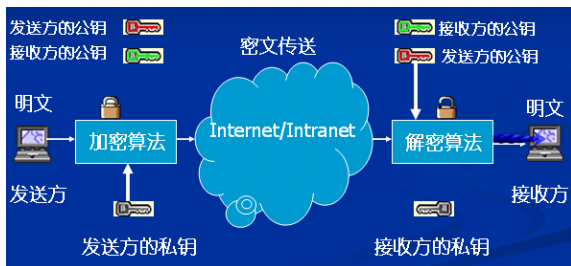 发送方的公钥
接收方的公钥
密文传送
接收方的公钥
发送方的公钥
明文
加密算法
Internet/Intranet
解密算法
明文
发送方
接收方
发送方的私钥
接收方的私钥